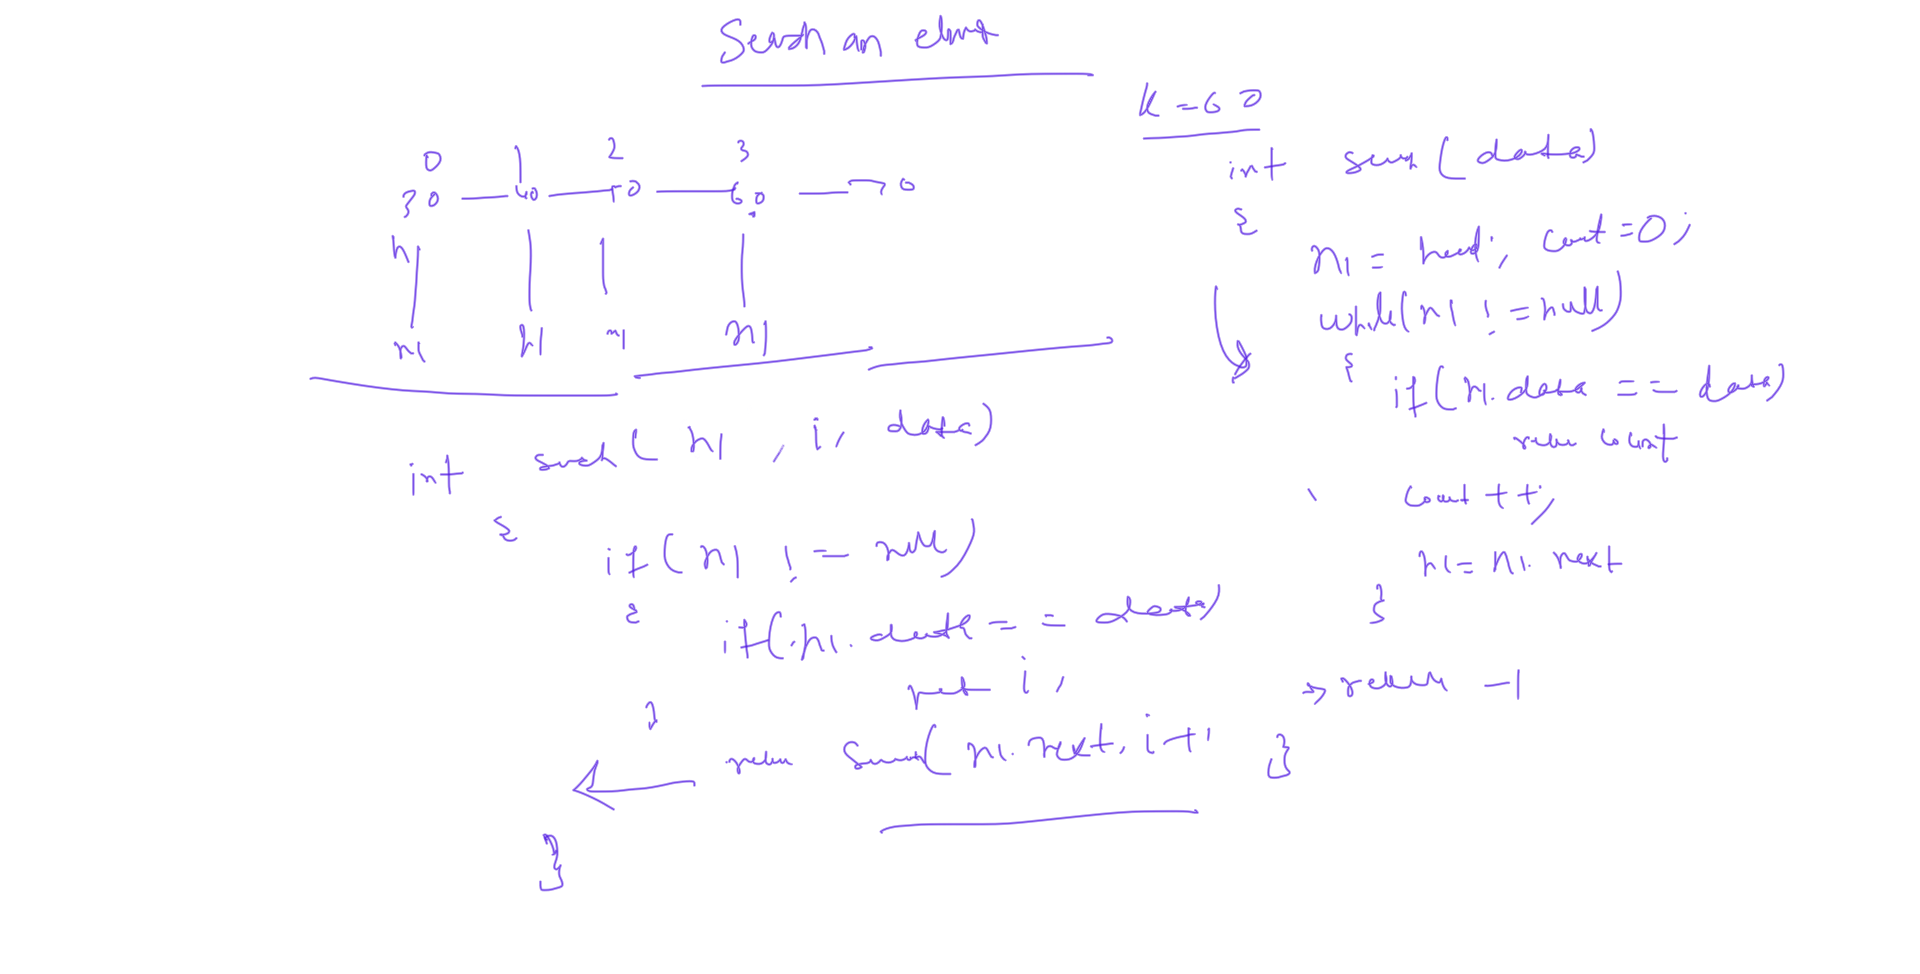 Search an elmt
k = 60
0 1 2 3
30 40 50 60 70
h
n1 n1 n1 n1
int search ( n1 , i, data)
{
if ( n1 ! = null)
{
if( n1. data = = data)
ret i,
}
return Search( n1. next, i+1
}
int search ( data)
{
n1 = head; count = 0;
while( n1 ! = null)
{
if( n1. data = = data)
return count
count ++;
n1 = n1. next
}
→ return -1
}